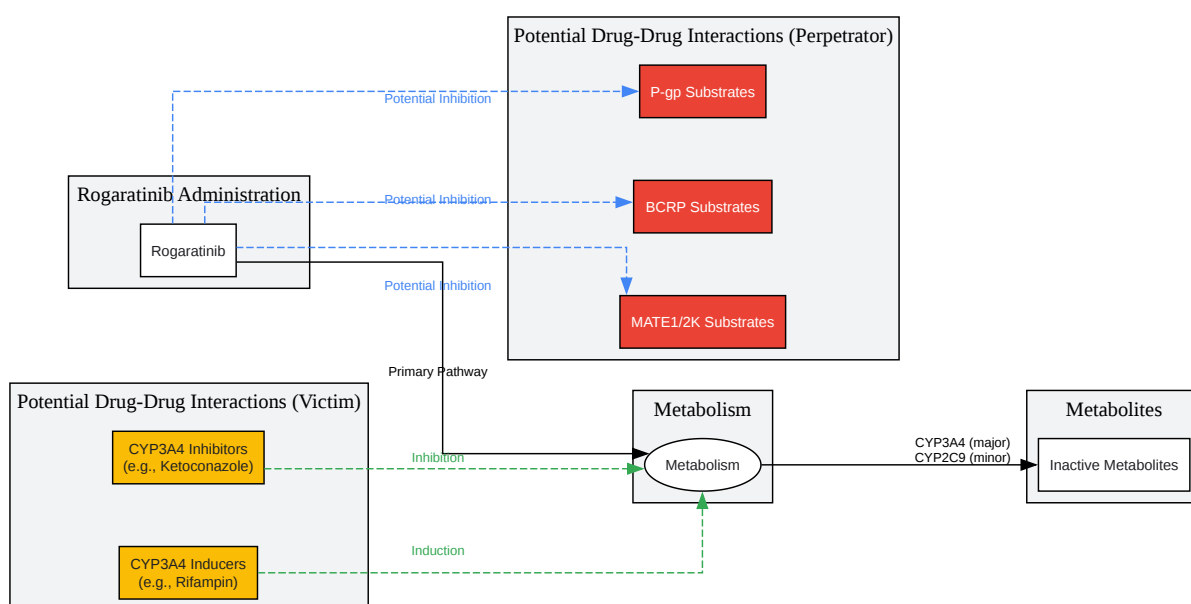 Potential Drug-Drug Interactions (Perpetrator)
P-gp Substrates
Potential Inhibition
Rogaratinib Administration
Potential Inhibition
BCRP Substrates
Rogaratinib
Potential Inhibition
MATE1/2K Substrates
Primary Pathway
Potential Drug-Drug Interactions (Victim)
Metabolism
Metabolites
CYP3A4 Inhibitors
(e.g., Ketoconazole)
Inhibition
Metabolism
CYP3A4 (major)
CYP2C9 (minor)
Inactive Metabolites
CYP3A4 Inducers
(e.g., Rifampin)
Induction